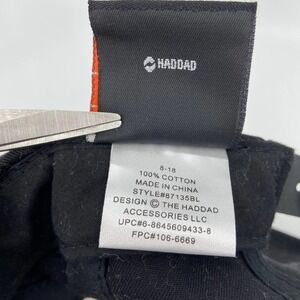 HADDAD
8-18
100% COTTON
MADE IN CHINA
STYLE#87135BL
DESIGN © THE HADDAD
ACCESSORIES LLC
UPC#6-8645609433-8
FPC#106-6669